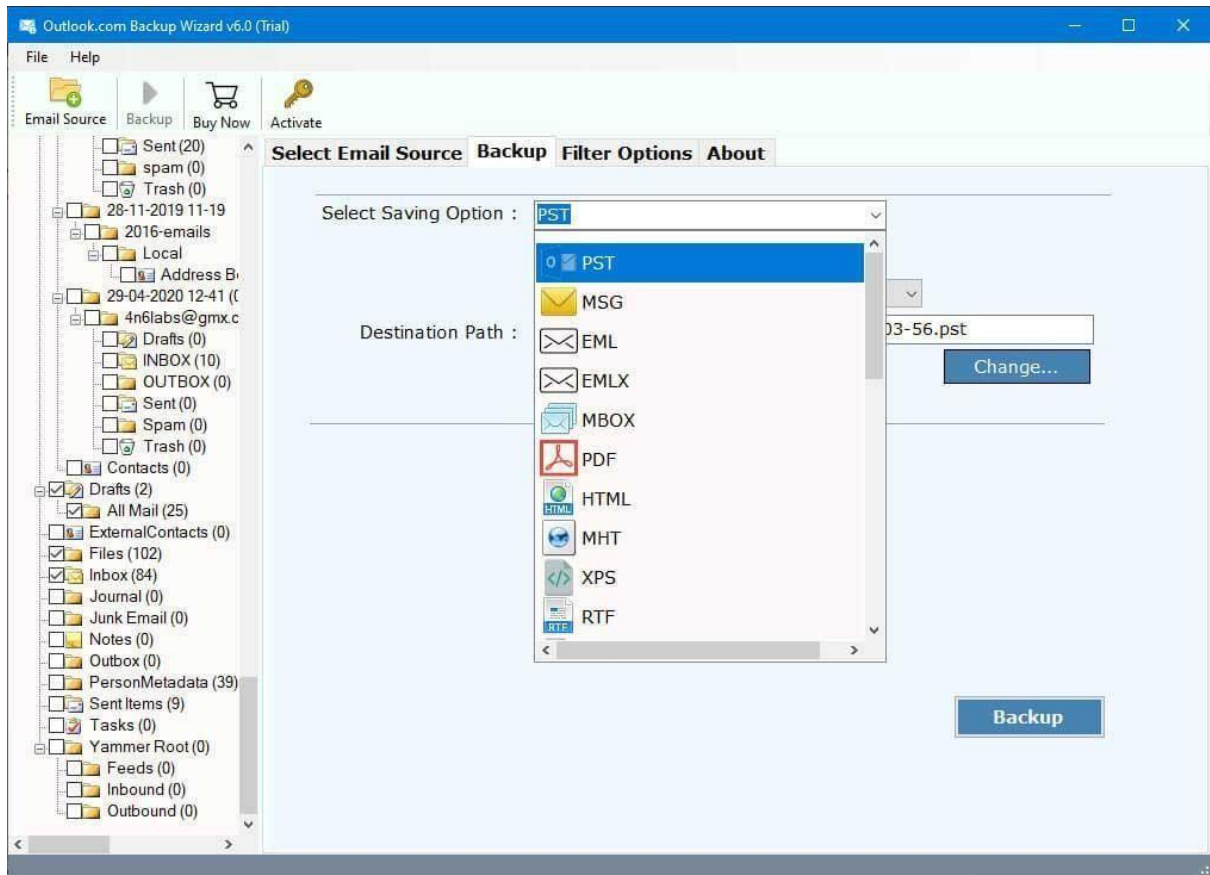 Outlook.com Backup Wizard v6.0 (Trial)
File Help
Email Source Backup Buy Now Activate
Sent (20)
spam (0)
Trash (0)
28-11-2019 11-19
2016-emails
Local
Address B
29-04-2020 12-41 (0
4n6labs@gmx.c
Drafts (0)
INBOX (10)
OUTBOX (0)
Sent (0)
Spam (0)
Trash (0)
Contacts (0)
Drafts (2)
All Mail (25)
ExternalContacts (0)
Files (102)
Inbox (84)
Journal (0)
Junk Email (0)
Notes (0)
Outbox (0)
PersonMetadata (39)
Sent Items (9)
Tasks (0)
Yammer Root (0)
Feeds (0)
Inbound (0)
Outbound (0)
Select Email Source Backup Filter Options About
Select Saving Option : PST
PST
MSG
EML
EMLX
MBOX
PDF
HTML
MHT
XPS
RTF
Destination Path : 03-56.pst
Change...
Backup